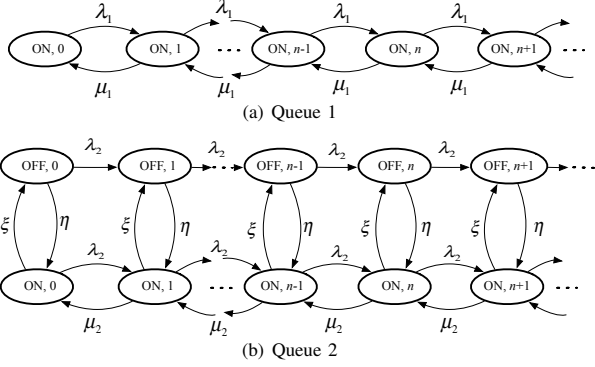 λ₁ λ₁ λ₁ λ₁
ON, 0 ON, 1 ··· ON, n-1 ON, n ON, n+1 ···
μ₁ μ₁ μ₁ μ₁
(a) Queue 1
λ₂ λ₂ λ₂ λ₂
OFF, 0 OFF, 1 ··· OFF, n-1 OFF, n OFF, n+1 ···
ξ η ξ η ξ η ξ η ξ η
λ₂ λ₂ λ₂ λ₂
ON, 0 ON, 1 ··· ON, n-1 ON, n ON, n+1 ···
μ₂ μ₂ μ₂ μ₂
(b) Queue 2